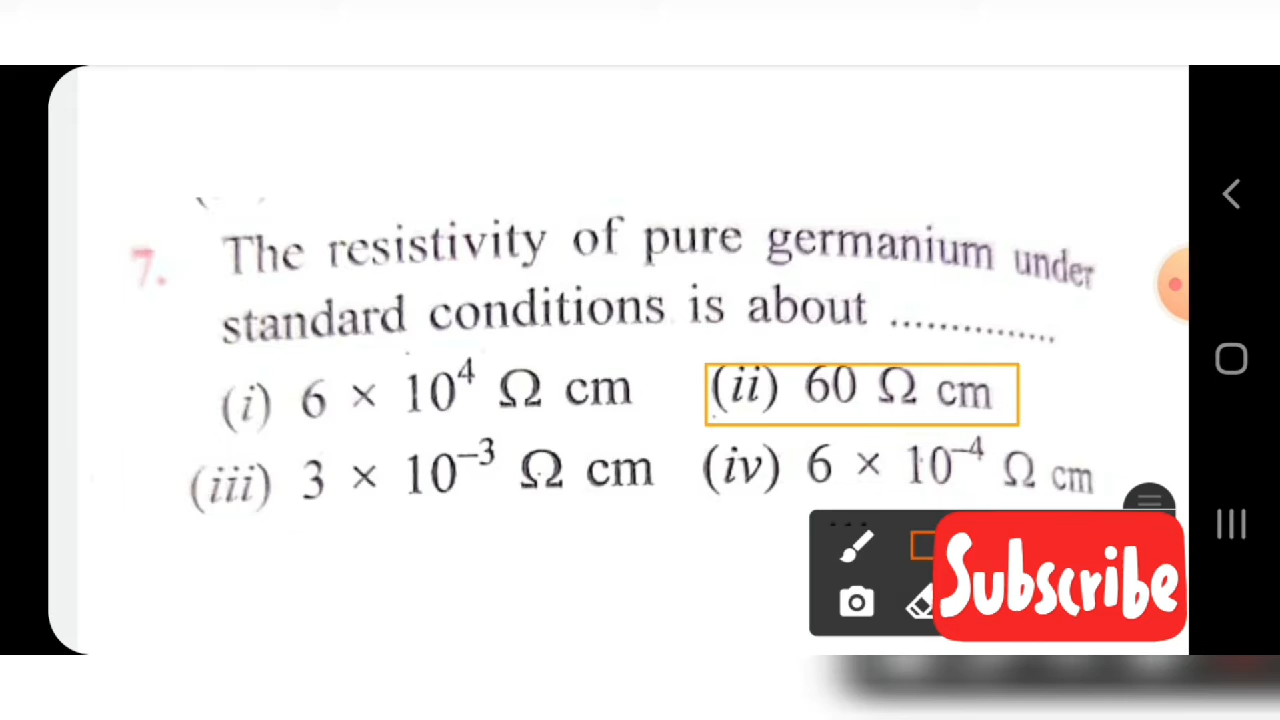 7. The resistivity of pure germanium under
standard conditions is about ...............
(i) 6 × 10⁴ Ω cm (ii) 60 Ω cm
(iii) 3 × 10⁻³ Ω cm (iv) 6 × 10⁻⁴ Ω cm
Subscribe